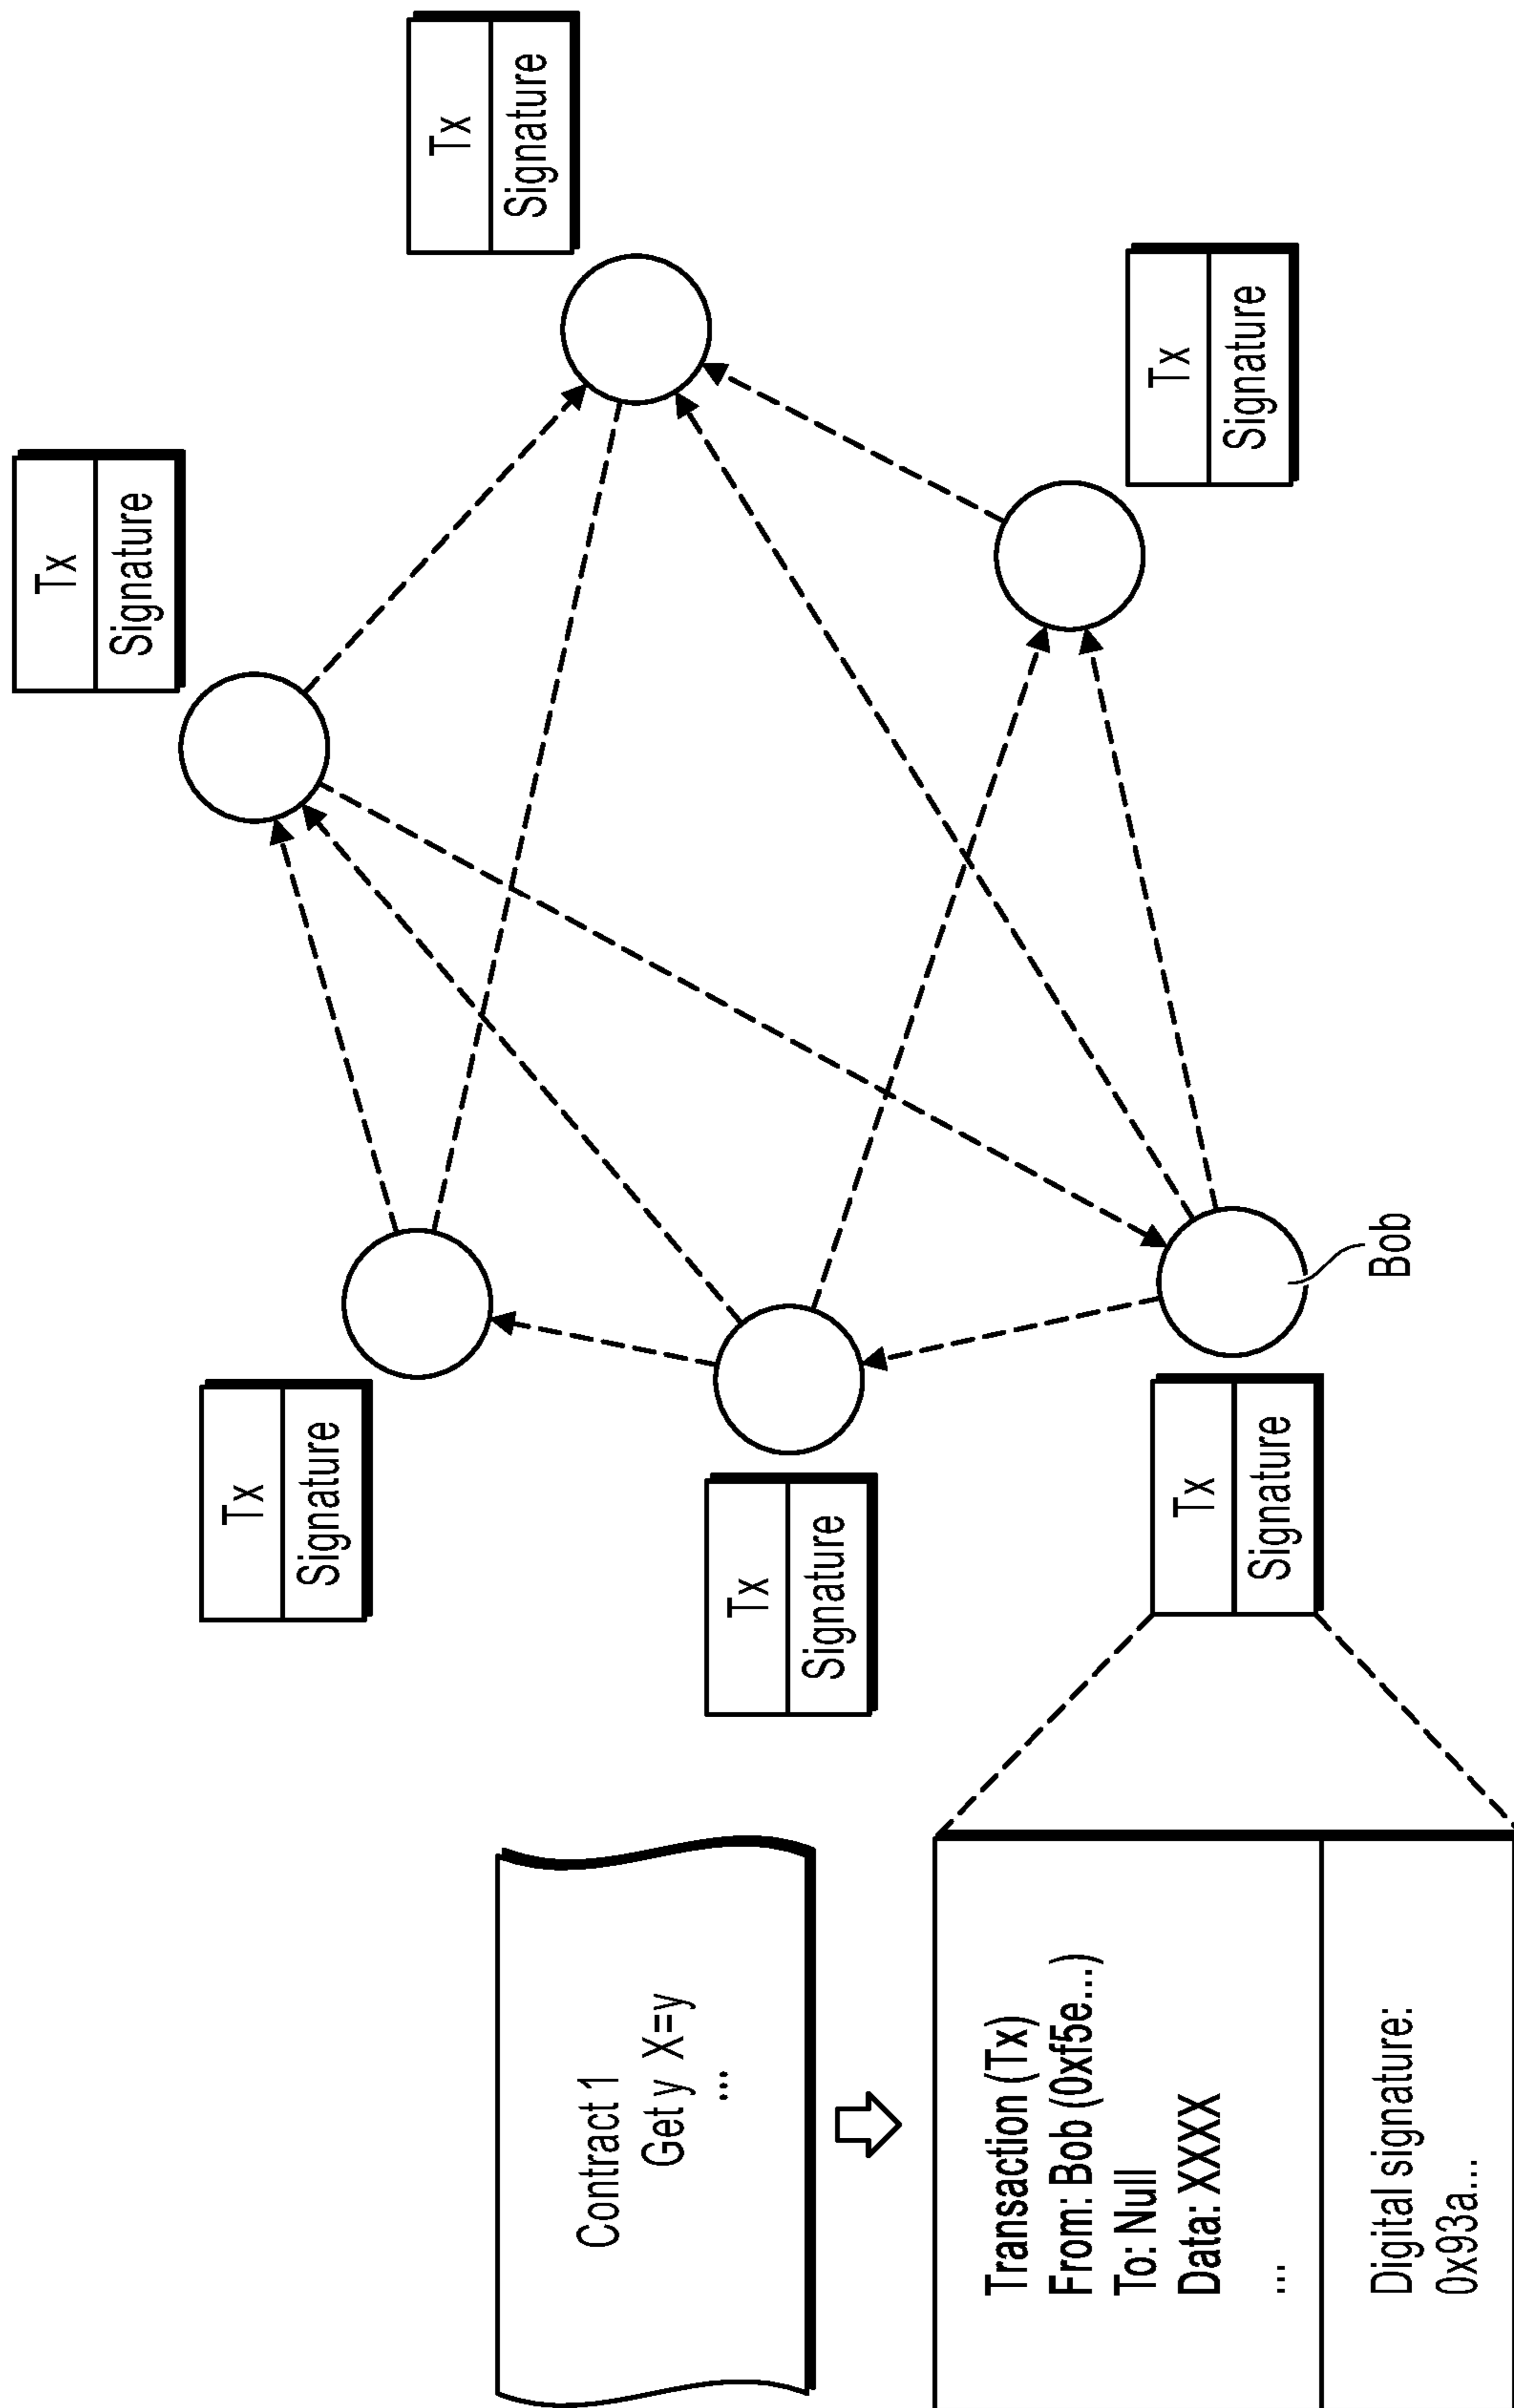 Tx
Signature
Tx
Signature
Tx
Signature
Contract 1
Get y X=y
...
Tx
Signature
Transaction (Tx)
From: Bob (0xf5e...)
To: Null
Data: XXXX
...
Digital signature:
0x93a...
Tx
Signature
Tx
Signature
Bob